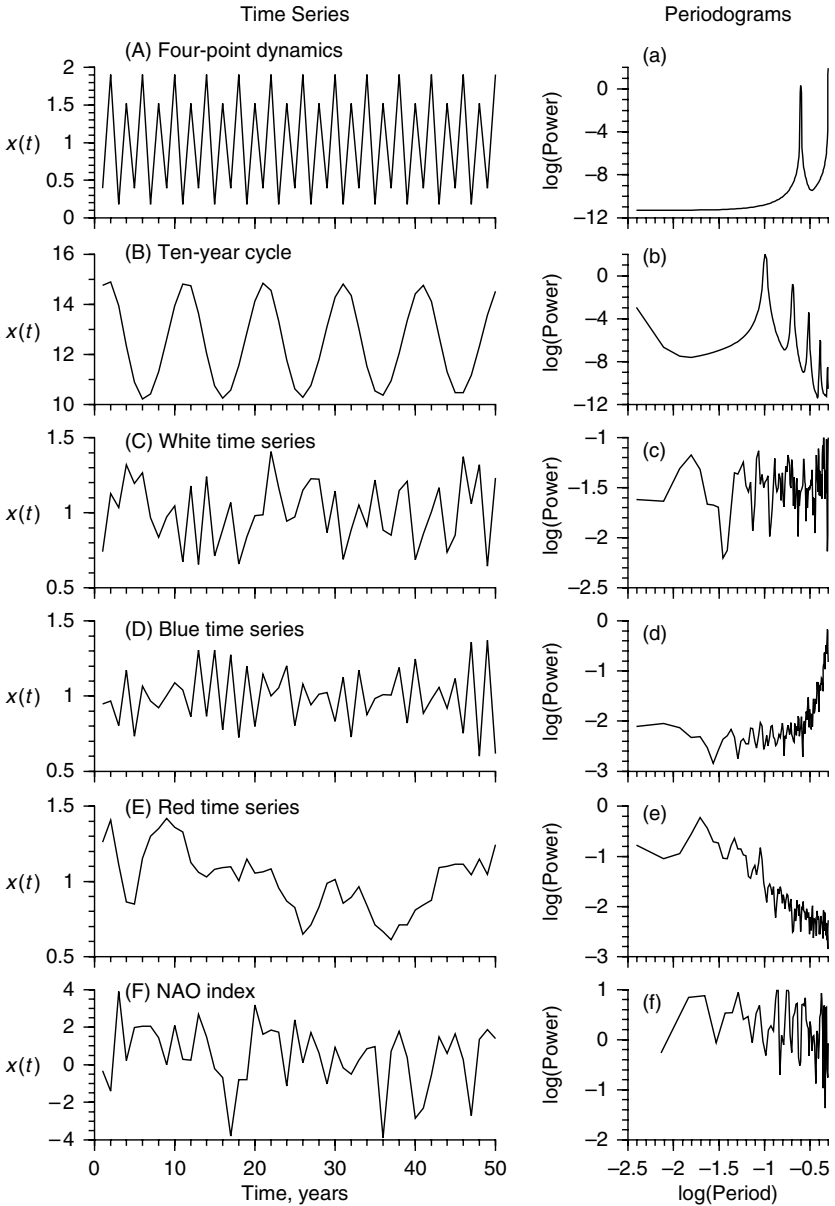 Time Series
Periodograms
(A) Four-point dynamics
(a)
2
1.5
1
0.5
0
x(t)
0
−4
−8
−12
log(Power)
(B) Ten-year cycle
(b)
16
14
12
10
x(t)
0
−4
−8
−12
log(Power)
(C) White time series
(c)
1.5
1
0.5
x(t)
−1
−1.5
−2
−2.5
log(Power)
(D) Blue time series
(d)
1.5
1
0.5
x(t)
0
−1
−2
−3
log(Power)
(E) Red time series
(e)
1.5
1
0.5
x(t)
0
−1
−2
−3
log(Power)
(F) NAO index
(f)
4
2
0
−2
−4
x(t)
1
0
1
2
log(Power)
0 10 20 30 40 50
Time, years
−2.5 −2 −1.5 −1 −0.5
log(Period)